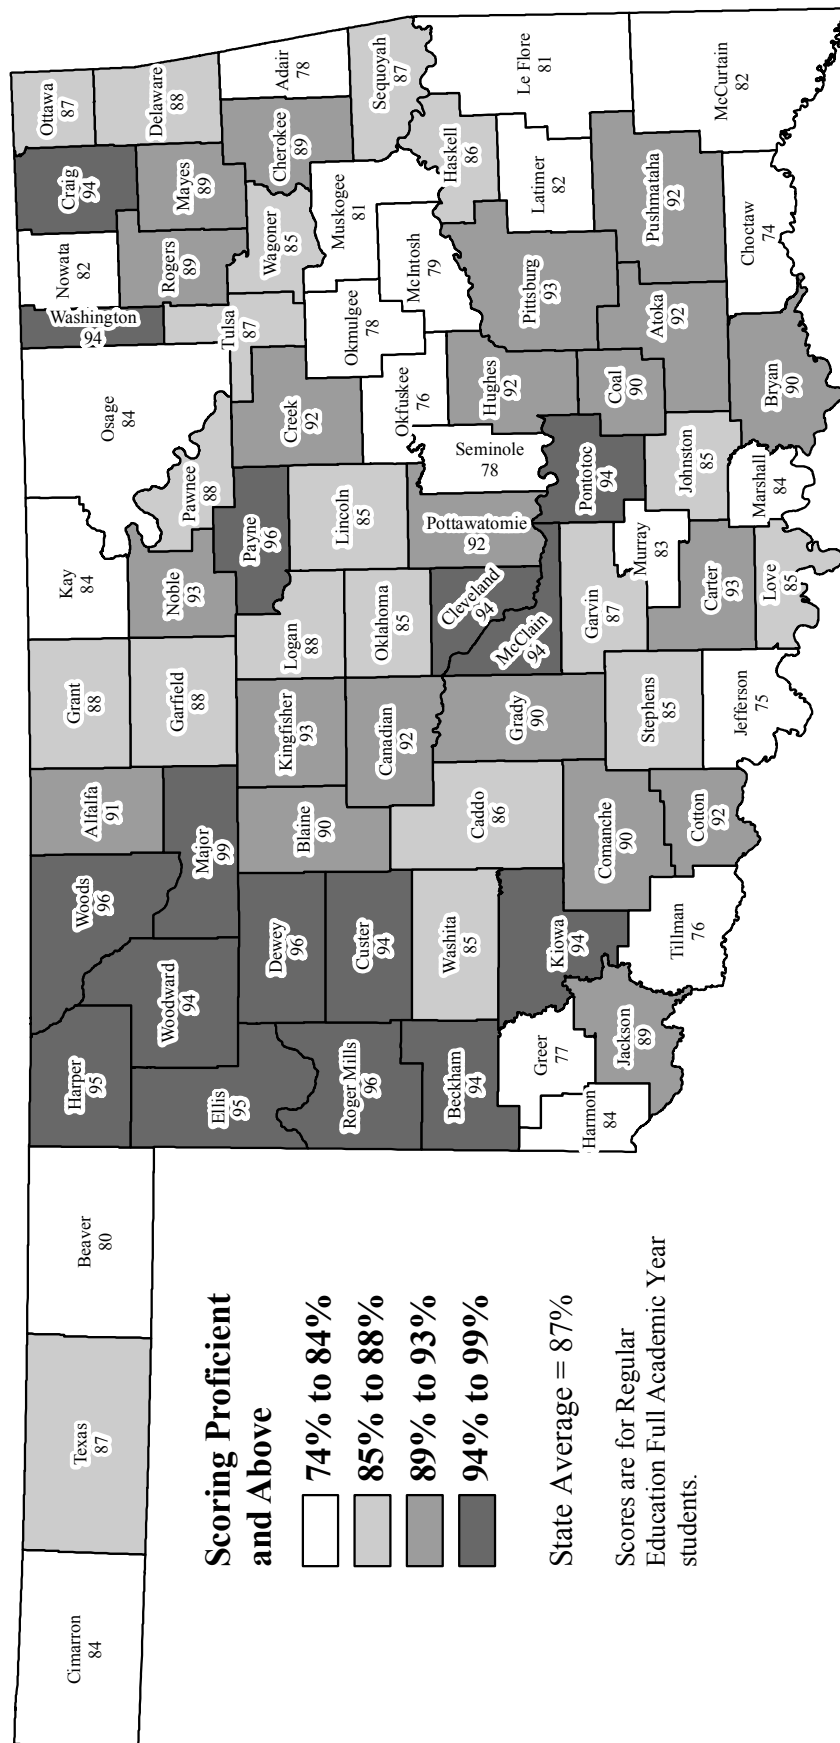 Cimarron
84
Texas
87
Beaver
80
Harper
95
Woods
96
Alfalfa
91
Grant
88
Kay
84
Osage
84
Washington
94
Nowata
82
Craig
94
Ottawa
87
Ellis
95
Woodward
94
Major
99
Garfield
88
Noble
93
Pawnee
88
Rogers
89
Mayes
89
Delaware
88
Tulsa
87
Roger Mills
96
Dewey
96
Blaine
90
Kingfisher
93
Logan
88
Payne
96
Creek
92
Wagoner
85
Cherokee
89
Adair
78
Custer
94
Canadian
92
Oklahoma
85
Lincoln
85
Okmulgee
78
Muskogee
81
Sequoyah
87
Beckham
94
Washita
85
Caddo
86
Grady
90
Cleveland
94
McClain
94
Pottawatomie
92
Seminole
78
Okfuskee
76
McIntosh
79
Haskell
86
Hughes
92
Pittsburg
93
Latimer
82
Le Flore
81
Greer
77
Kiowa
94
Comanche
90
Garvin
87
Pontotoc
94
Coal
90
Harmon
84
Jackson
89
Tillman
76
Cotton
92
Stephens
85
Murray
83
Johnston
85
Atoka
92
Pushmataha
92
McCurtain
82
Jefferson
75
Carter
93
Love
85
Marshall
84
Bryan
90
Choctaw
74
Scoring Proficient
and Above
74% to 84%
85% to 88%
89% to 93%
94% to 99%
State Average = 87%
Scores are for Regular
Education Full Academic Year
students.